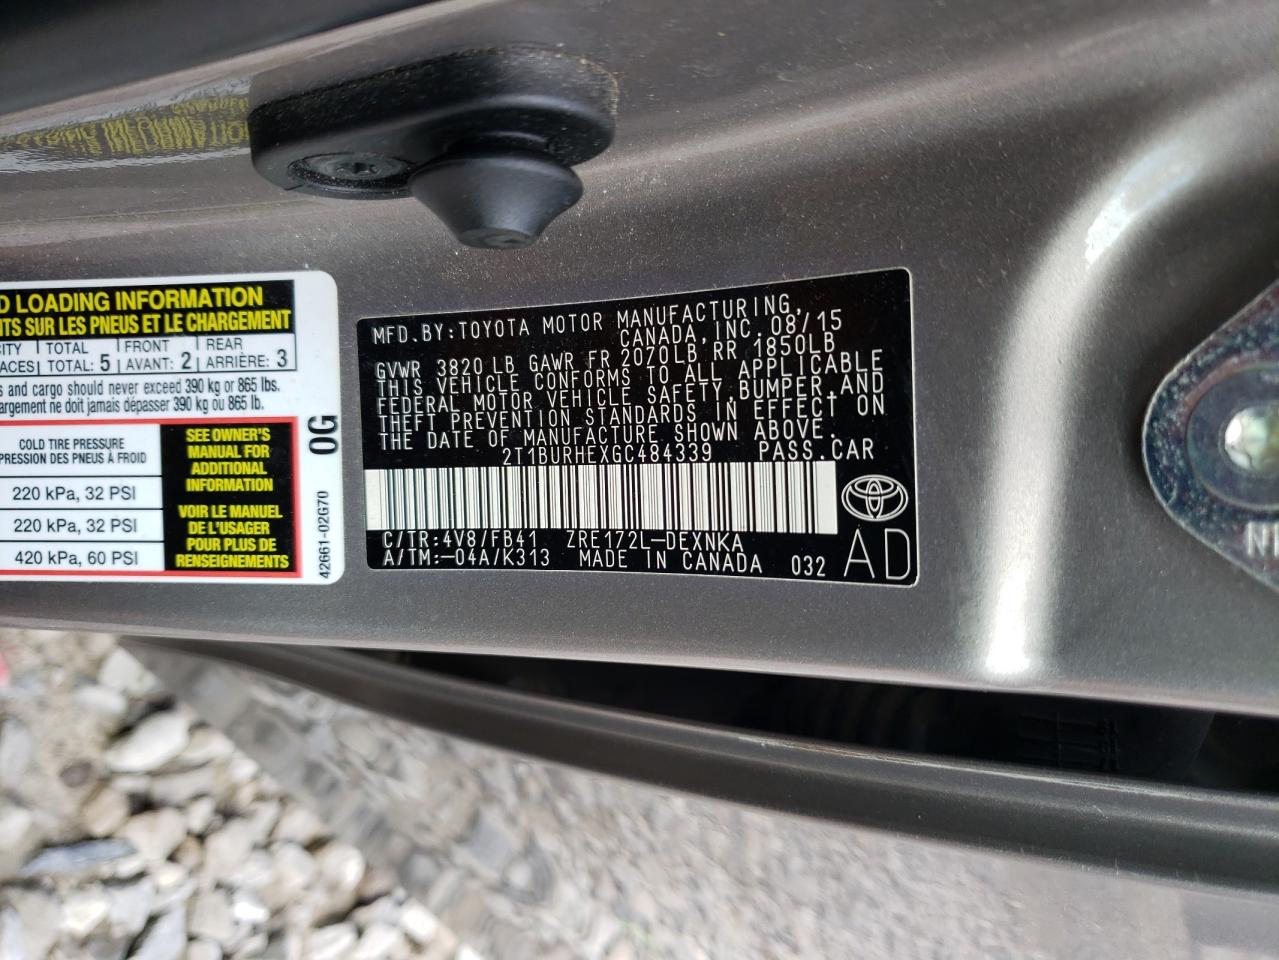 D LOADING INFORMATION
NTS SUR LES PNEUS ET LE CHARGEMENT
TOTAL FRONT REAR
TOTAL: 5 AVANT: 2 ARRIÈRE: 3
s and cargo should never exceed 390 kg or 865 lbs.
argement ne doit jamais dépasser 390 kg ou 865 lb.
COLD TIRE PRESSURE
PRESSION DES PNEUS À FROID
220 kPa, 32 PSI
220 kPa, 32 PSI
420 kPa, 60 PSI
SEE OWNER'S
MANUAL FOR
ADDITIONAL
INFORMATION
VOIR LE MANUEL
DE L'USAGER
POUR PLUS DE
RENSEIGNEMENTS
0G
42661-02G70
MFD.BY:TOYOTA MOTOR MANUFACTURING,
CANADA, INC. 08/15
GVWR 3820 LB GAWR FR 2070LB RR 1850LB
THIS VEHICLE CONFORMS TO ALL APPLICABLE
FEDERAL MOTOR VEHICLE SAFETY,BUMPER,AND
THEFT PREVENTION STANDARDS IN EFFECT ON
THE DATE OF MANUFACTURE SHOWN ABOVE.
2T1BURHEXGC484339 PASS.CAR
C/TR:4V8/FB41 ZRE172L-DEXNKA
A/TM:-04A/K313 MADE IN CANADA 032 AD